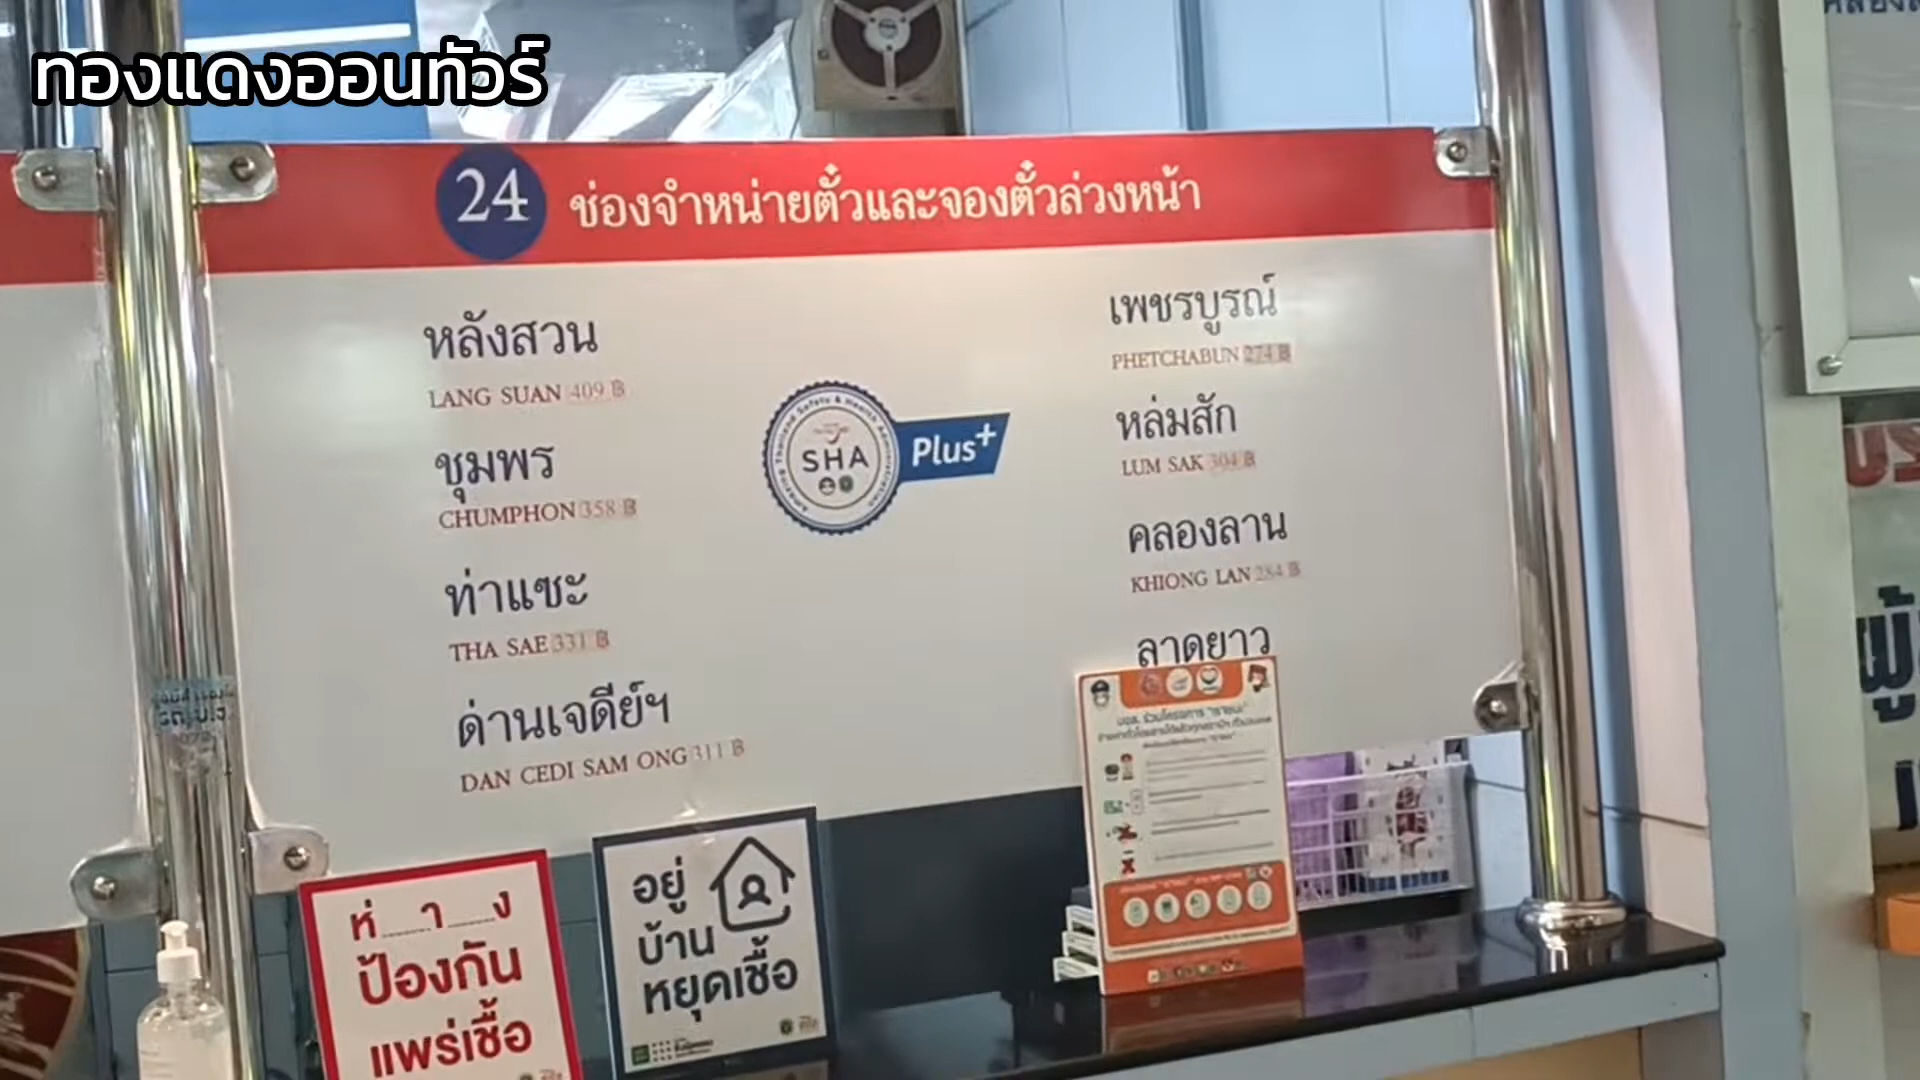 ทองแดงออนทัวร์
24 ช่องจำหน่ายตั๋วและจองตั๋วล่วงหน้า
หลังสวน
LANG SUAN 409 ฿
ชุมพร
CHUMPHON 358 ฿
ท่าแซะ
THA SAE 331 ฿
ด่านเจดีย์ฯ
DAN CEDI SAM ONG 311 ฿
SHA
Plus+
เพชรบูรณ์
PHETCHABUN 274 ฿
หล่มสัก
LUM SAK 304 ฿
คลองลาน
KHIONG LAN 284 ฿
ลาดยาว
ห่ า ง
ป้องกัน
แพร่เชื้อ
อยู่
บ้าน
หยุดเชื้อ